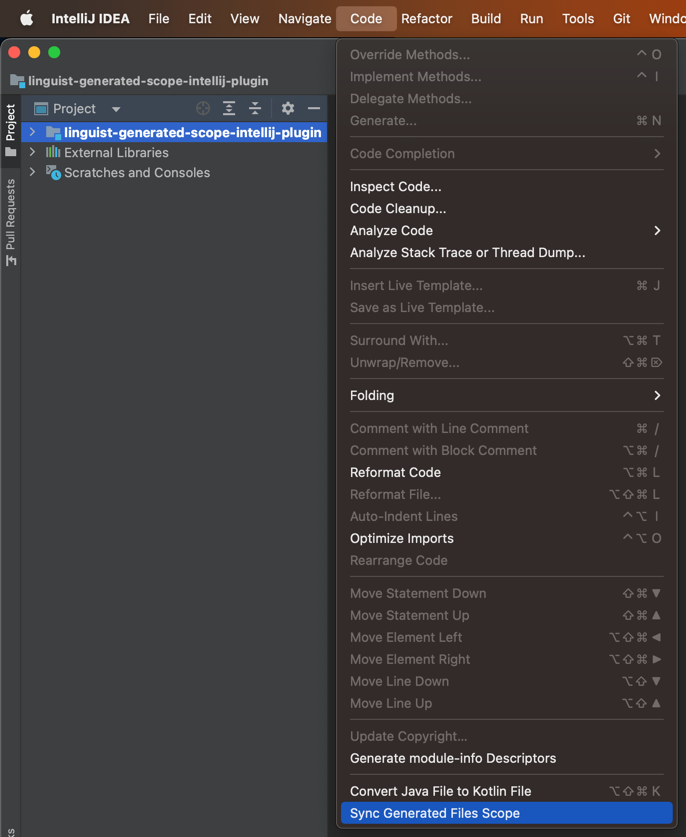 IntelliJ IDEA File Edit View Navigate Code Refactor Build Run Tools Git Windo
linguist-generated-scope-intellij-plugin
Project
Project
linguist-generated-scope-intellij-plugin
External Libraries
Scratches and Consoles
Pull Requests
Override Methods... ⌃ O
Implement Methods... ⌃ I
Delegate Methods...
Generate... ⌘ N
Code Completion
Inspect Code...
Code Cleanup...
Analyze Code
Analyze Stack Trace or Thread Dump...
Insert Live Template... ⌘ J
Save as Live Template...
Surround With... ⌥⌘ T
Unwrap/Remove... ⇧⌘⌦
Folding
Comment with Line Comment ⌘ /
Comment with Block Comment ⌥⌘ /
Reformat Code ⌥⌘ L
Reformat File... ⌥⇧⌘ L
Auto-Indent Lines ⌃⌥ I
Optimize Imports ⌃⌥ O
Rearrange Code
Move Statement Down ⇧⌘▼
Move Statement Up ⇧⌘▲
Move Element Left ⌥⇧⌘◀
Move Element Right ⌥⇧⌘▶
Move Line Down ⌥⇧▼
Move Line Up ⌥⇧▲
Update Copyright...
Generate module-info Descriptors
Convert Java File to Kotlin File ⌥⇧⌘ K
Sync Generated Files Scope